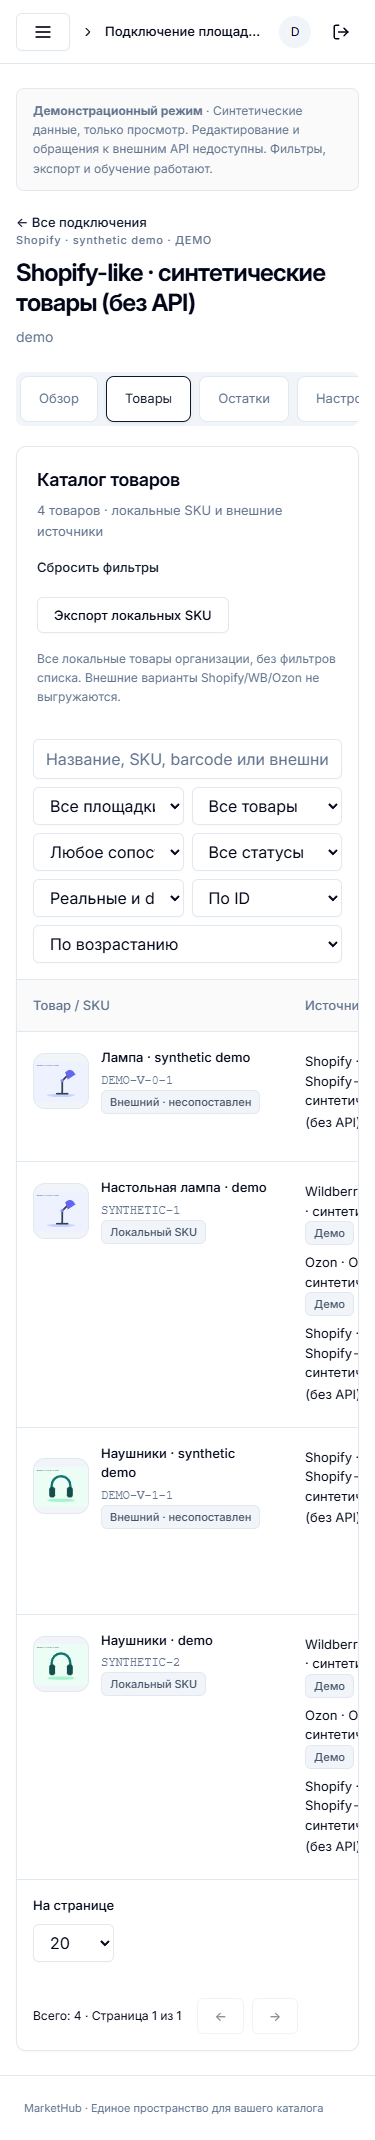 Подключение площад...
D
Демонстрационный режим · Синтетические
данные, только просмотр. Редактирование и
обращения к внешним API недоступны. Фильтры,
экспорт и обучение работают.
← Все подключения
Shopify · synthetic demo · ДЕМО
Shopify-like · синтетические
товары (без API)
demo
Обзор Товары Остатки Настро
Каталог товаров
4 товаров · локальные SKU и внешние
источники
Сбросить фильтры
Экспорт локальных SKU
Все локальные товары организации, без фильтров
списка. Внешние варианты Shopify/WB/Ozon не
выгружаются.
Название, SKU, barcode или внешни
Все площадки Все товары
Любое сопос Все статусы
Реальные и d По ID
По возрастанию
Товар / SKU Источни
Лампа · synthetic demo
DEMO-V-0-1
Внешний · несопоставлен
Shopify ·
Shopify-
синтетич
(без API)
Настольная лампа · demo
SYNTHETIC-1
Локальный SKU
Wildberr
· синтети
Демо
Ozon · O
синтетич
Демо
Shopify ·
Shopify-
синтетич
(без API)
Наушники · synthetic
demo
DEMO-V-1-1
Внешний · несопоставлен
Shopify ·
Shopify-
синтетич
(без API)
Наушники · demo
SYNTHETIC-2
Локальный SKU
Wildberr
· синтети
Демо
Ozon · O
синтетич
Демо
Shopify ·
Shopify-
синтетич
(без API)
На странице
20
Всего: 4 · Страница 1 из 1 ← →
MarketHub · Единое пространство для вашего каталога